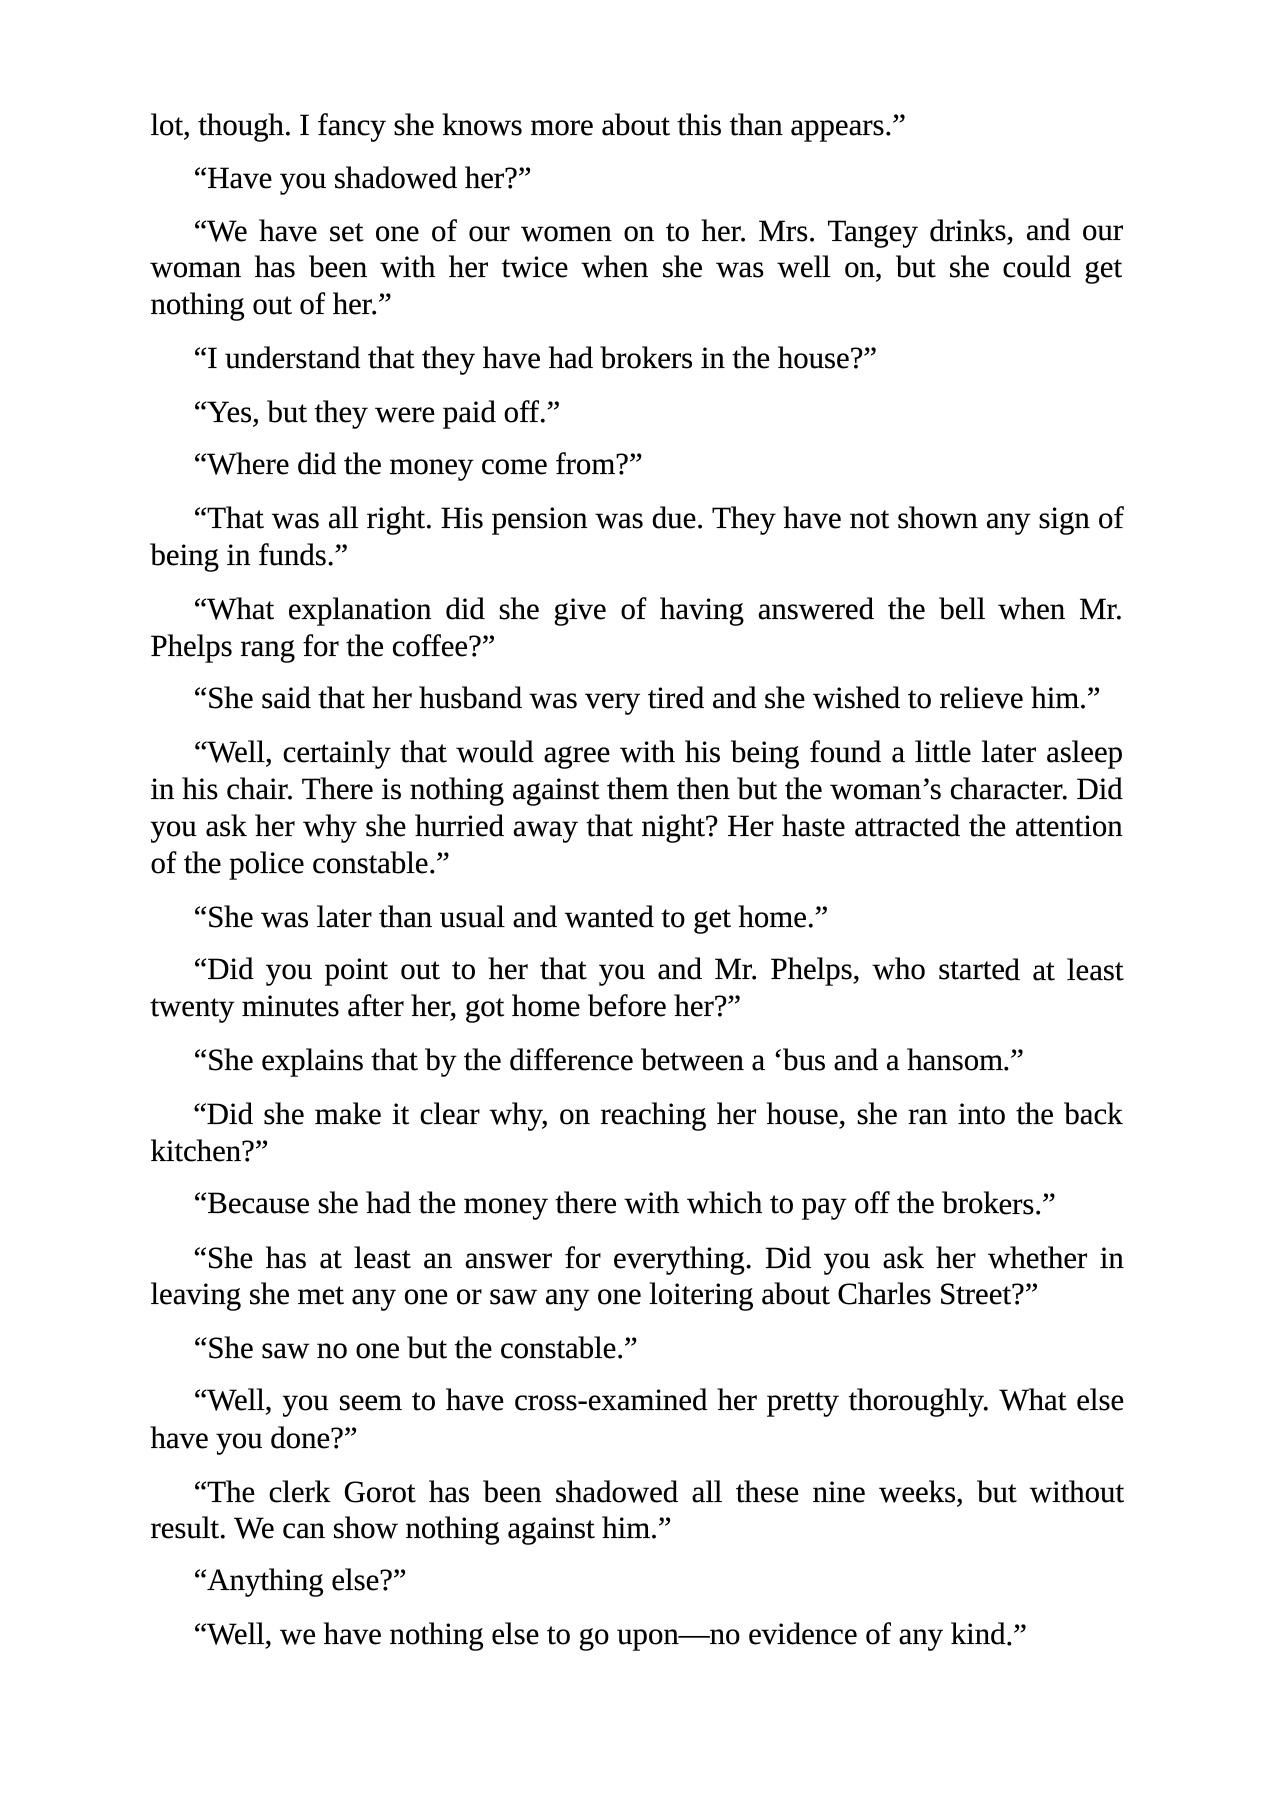 lot, though. I fancy she knows more about this than appears.”
“Have you shadowed her?”
“We have set one of our women on to her. Mrs. Tangey drinks, and our
woman has been with her twice when she was well on, but she could get
nothing out of her.”
“I understand that they have had brokers in the house?”
“Yes, but they were paid off.”
“Where did the money come from?”
“That was all right. His pension was due. They have not shown any sign of
being in funds.”
“What explanation did she give of having answered the bell when Mr.
Phelps rang for the coffee?”
“She said that her husband was very tired and she wished to relieve him.”
“Well, certainly that would agree with his being found a little later asleep
in his chair. There is nothing against them then but the woman’s character. Did
you ask her why she hurried away that night? Her haste attracted the attention
of the police constable.”
“She was later than usual and wanted to get home.”
“Did you point out to her that you and Mr. Phelps, who started at least
twenty minutes after her, got home before her?”
“She explains that by the difference between a ‘bus and a hansom.”
“Did she make it clear why, on reaching her house, she ran into the back
kitchen?”
“Because she had the money there with which to pay off the brokers.”
“She has at least an answer for everything. Did you ask her whether in
leaving she met any one or saw any one loitering about Charles Street?”
“She saw no one but the constable.”
“Well, you seem to have cross-examined her pretty thoroughly. What else
have you done?”
“The clerk Gorot has been shadowed all these nine weeks, but without
result. We can show nothing against him.”
“Anything else?”
“Well, we have nothing else to go upon—no evidence of any kind.”